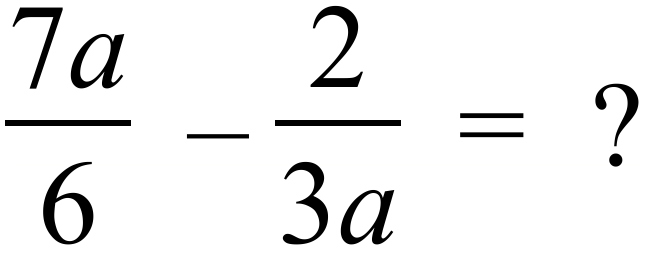 7a/6 − 2/3a = ?